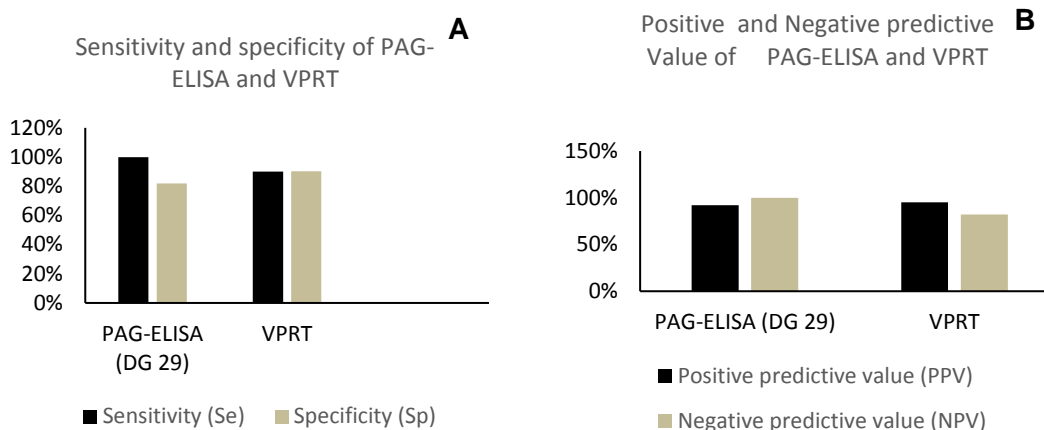 A
Sensitivity and specificity of PAG-
ELISA and VPRT
120%
100%
80%
60%
40%
20%
0%
PAG-ELISA
(DG 29)
VPRT
Sensitivity (Se)
Specificity (Sp)
B
Positive and Negative predictive
Value of PAG-ELISA and VPRT
150%
100%
50%
0%
PAG-ELISA (DG 29)
VPRT
Positive predictive value (PPV)
Negative predictive value (NPV)